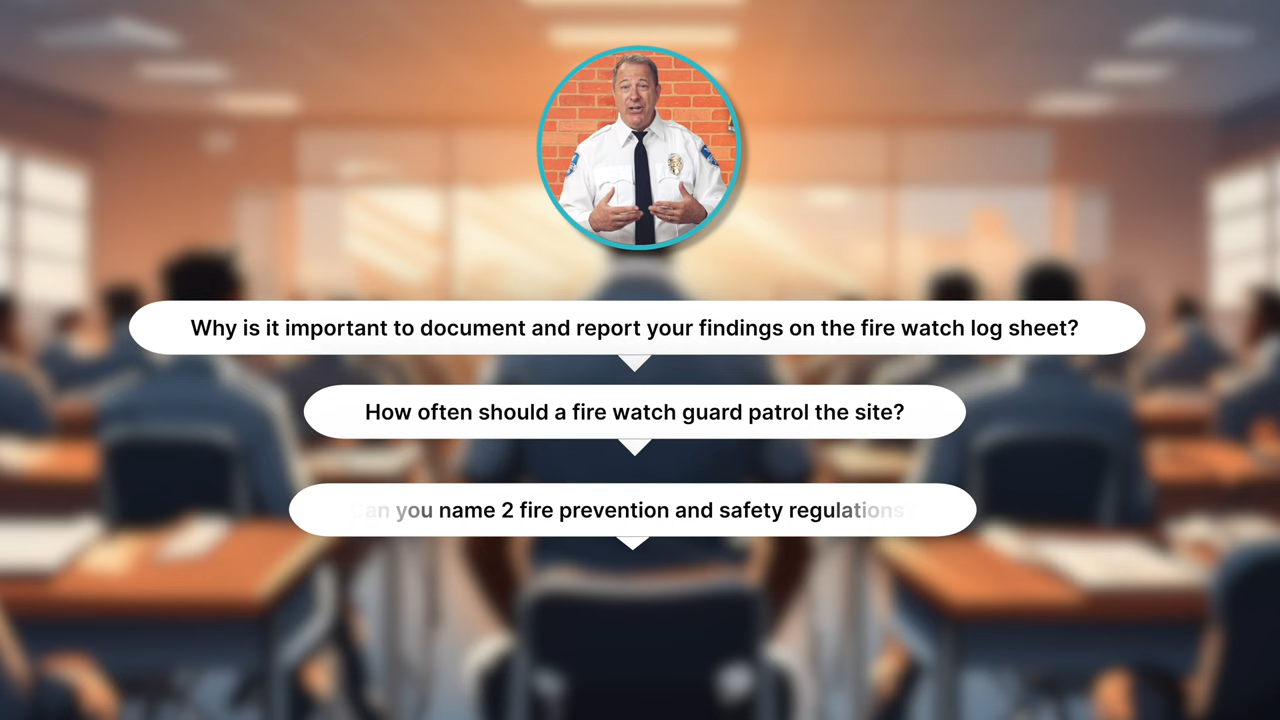 Why is it important to document and report your findings on the fire watch log sheet?
How often should a fire watch guard patrol the site?
Can you name 2 fire prevention and safety regulations?